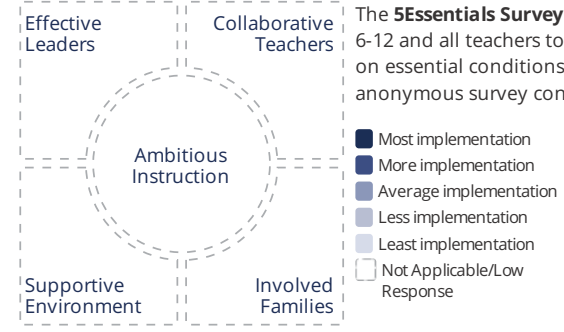 Effective
Leaders
Collaborative
Teachers
Ambitious
Instruction
Supportive
Environment
Involved
Families
The 5Essentials Survey
6-12 and all teachers to
on essential conditions
anonymous survey con
Most implementation
More implementation
Average implementation
Less implementation
Least implementation
Not Applicable/Low
Response